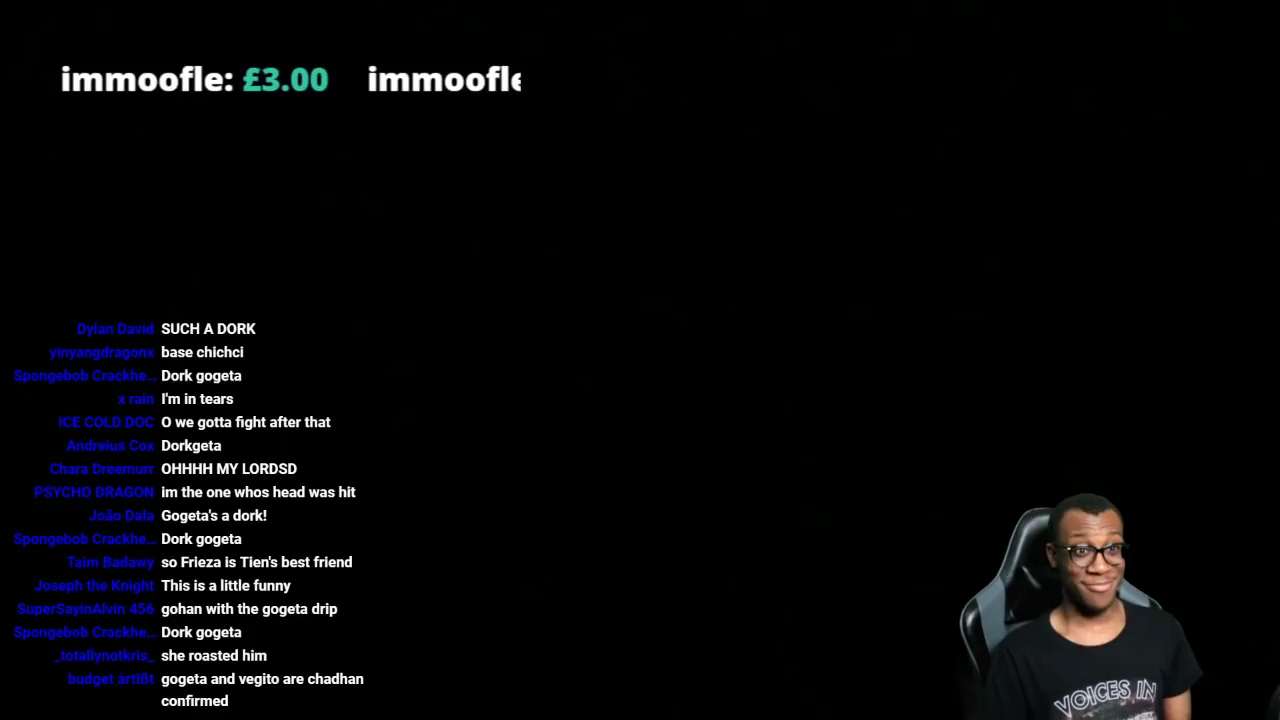 immoofle: £3.00 immoofle
Dylan David SUCH A DORK
yinyangdragonx base chichci
Spongebob Crackhe... Dork gogeta
x rain I'm in tears
ICE COLD DOC O we gotta fight after that
Andreius Cox Dorkgeta
Chara Dreemurr OHHHH MY LORDSD
PSYCHO DRAGON im the one whos head was hit
João Dala Gogeta's a dork!
Spongebob Crackhe... Dork gogeta
Taim Badawy so Frieza is Tien's best friend
Joseph the Knight This is a little funny
SuperSayinAlvin 456 gohan with the gogeta drip
Spongebob Crackhe... Dork gogeta
_totallynotkris_ she roasted him
budget ártißt gogeta and vegito are chadhan
confirmed
VOICES IN